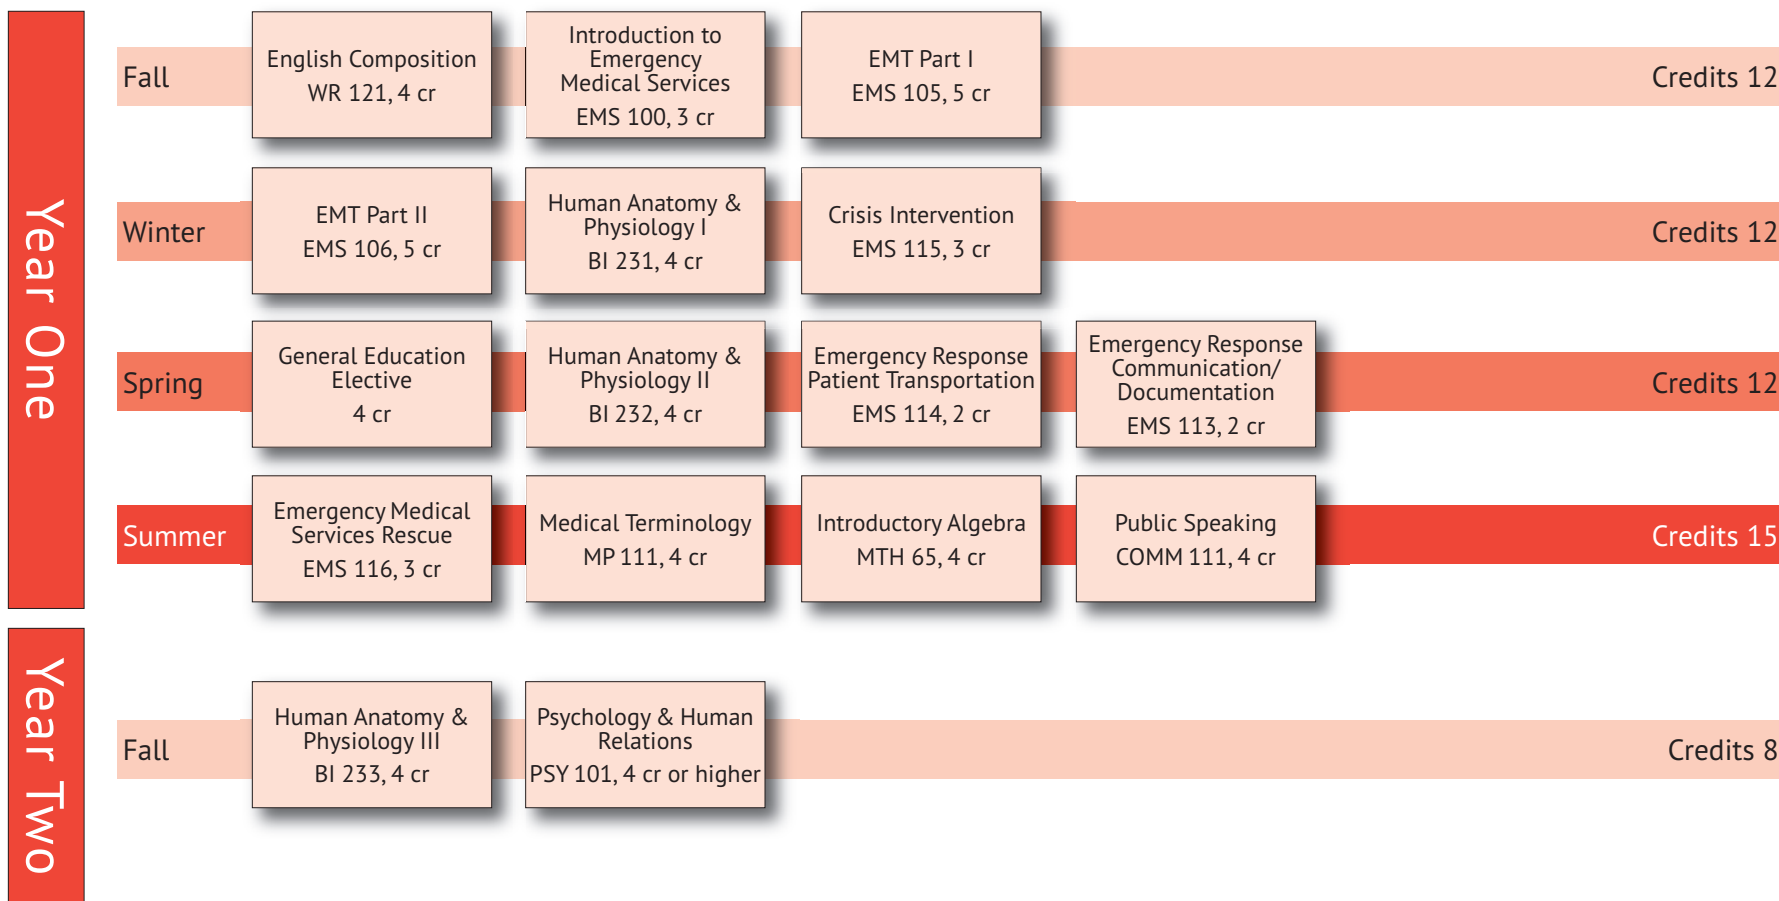 Year One
Fall
English Composition
WR 121, 4 cr
Introduction to
Emergency
Medical Services
EMS 100, 3 cr
EMT Part I
EMS 105, 5 cr
Credits 12
Winter
EMT Part II
EMS 106, 5 cr
Human Anatomy &
Physiology I
BI 231, 4 cr
Crisis Intervention
EMS 115, 3 cr
Credits 12
Spring
General Education
Elective
4 cr
Human Anatomy &
Physiology II
BI 232, 4 cr
Emergency Response
Patient Transportation
EMS 114, 2 cr
Emergency Response
Communication/
Documentation
EMS 113, 2 cr
Credits 12
Summer
Emergency Medical
Services Rescue
EMS 116, 3 cr
Medical Terminology
MP 111, 4 cr
Introductory Algebra
MTH 65, 4 cr
Public Speaking
COMM 111, 4 cr
Credits 15
Year Two
Fall
Human Anatomy &
Physiology III
BI 233, 4 cr
Psychology & Human
Relations
PSY 101, 4 cr or higher
Credits 8